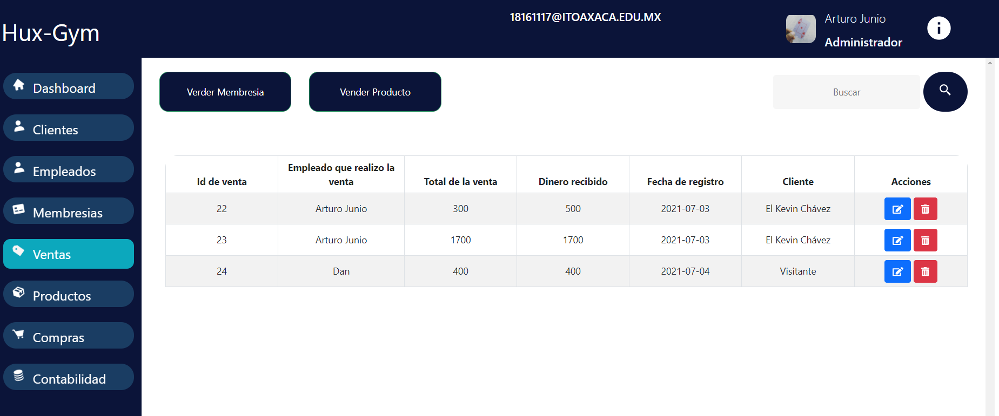 18161117@ITOAXACA.EDU.MX
Arturo Junio
Administrador
Hux-Gym
Dashboard
Clientes
Empleados
Membresias
Ventas
Productos
Compras
Contabilidad
Verder Membresia
Vender Producto
Buscar
Id de venta Empleado que realizo la venta Total de la venta Dinero recibido Fecha de registro Cliente Acciones
22 Arturo Junio 300 500 2021-07-03 El Kevin Chávez
23 Arturo Junio 1700 1700 2021-07-03 El Kevin Chávez
24 Dan 400 400 2021-07-04 Visitante